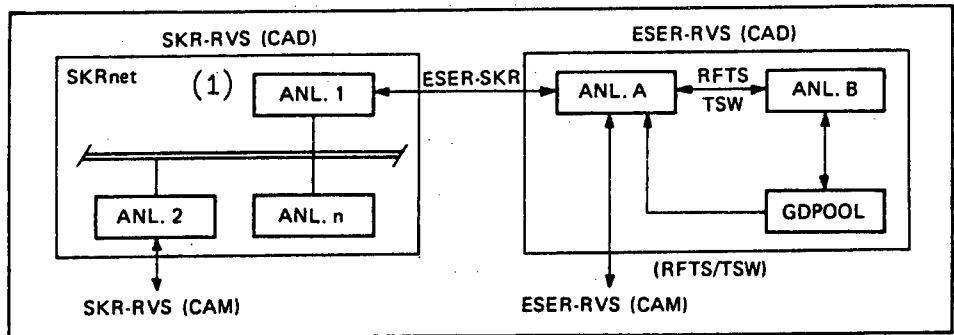 SKR-RVS (CAD)
ESER-RVS (CAD)
SKRnet
(1)
ANL. 1
ESER-SKR
ANL. A
RFTS
TSW
ANL. B
ANL. 2
ANL. n
GDPOOL
(RFTS/TSW)
SKR-RVS (CAM)
ESER-RVS (CAM)